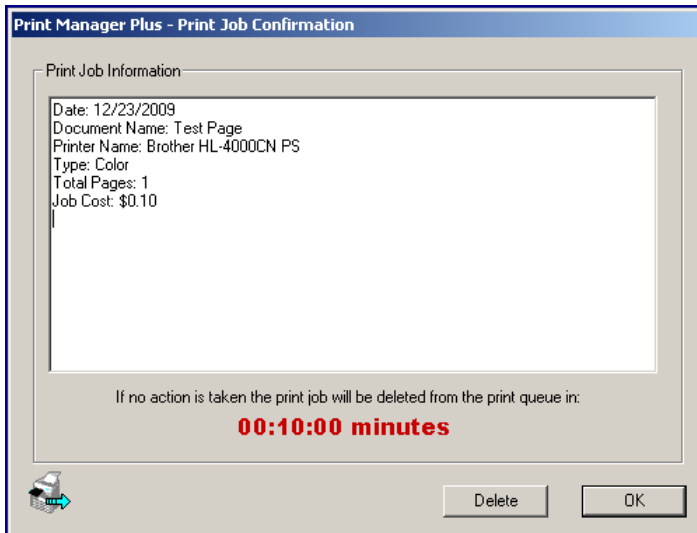 Print Manager Plus - Print Job Confirmation
Print Job Information
Date: 12/23/2009
Document Name: Test Page
Printer Name: Brother HL-4000CN PS
Type: Color
Total Pages: 1
Job Cost: $0.10
If no action is taken the print job will be deleted from the print queue in:
00:10:00 minutes
Delete
OK